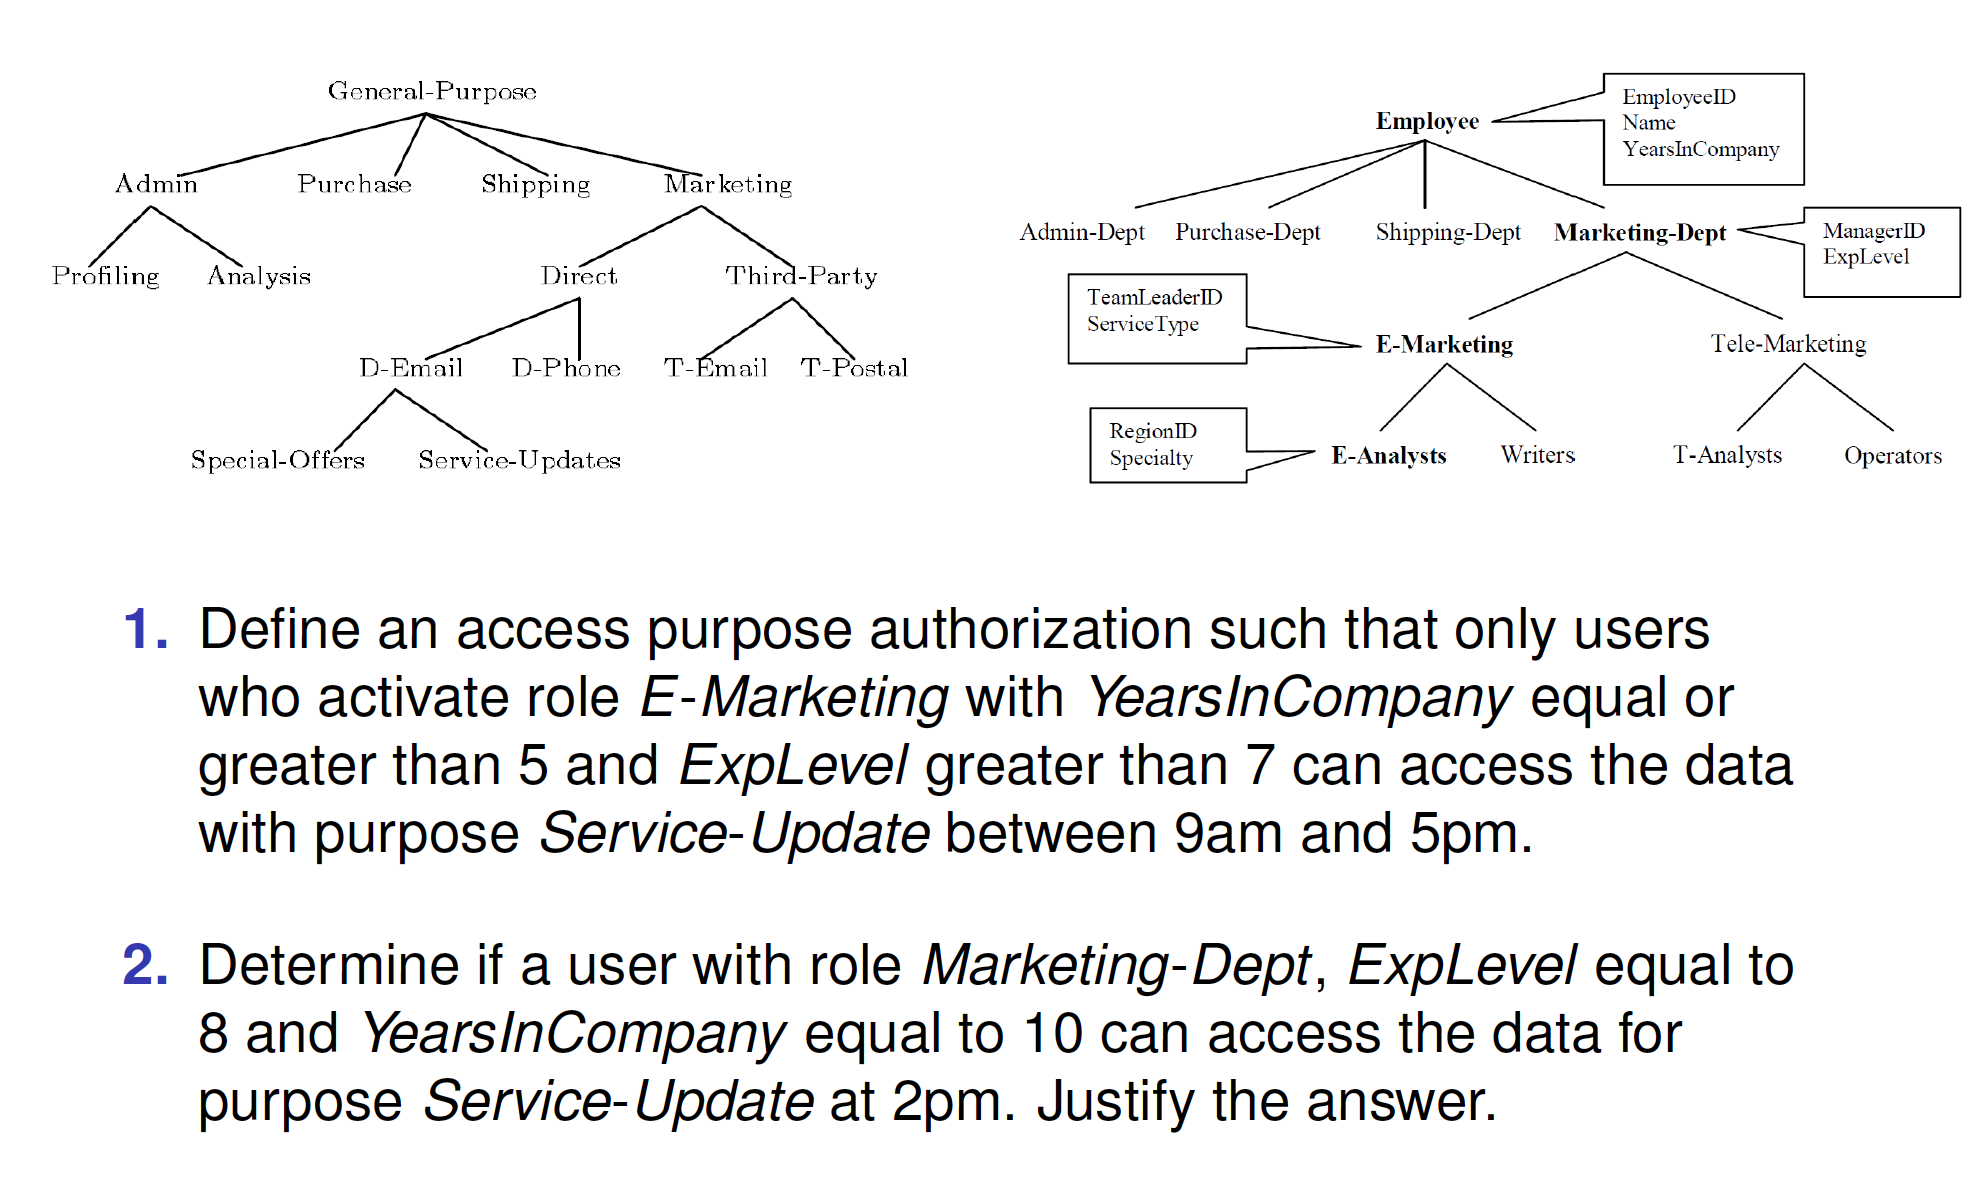 General-Purpose
Admin Purchase Shipping Marketing
Profiling Analysis Direct Third-Party
D-Email D-Phone T-Email T-Postal
Special-Offers Service-Updates
Employee
EmployeeID
Name
YearsInCompany
Admin-Dept Purchase-Dept Shipping-Dept Marketing-Dept
ManagerID
ExpLevel
TeamLeaderID
ServiceType
E-Marketing Tele-Marketing
RegionID
Specialty
E-Analysts Writers T-Analysts Operators
1. Define an access purpose authorization such that only users
who activate role E-Marketing with YearsInCompany equal or
greater than 5 and ExpLevel greater than 7 can access the data
with purpose Service-Update between 9am and 5pm.
2. Determine if a user with role Marketing-Dept, ExpLevel equal to
8 and YearsInCompany equal to 10 can access the data for
purpose Service-Update at 2pm. Justify the answer.